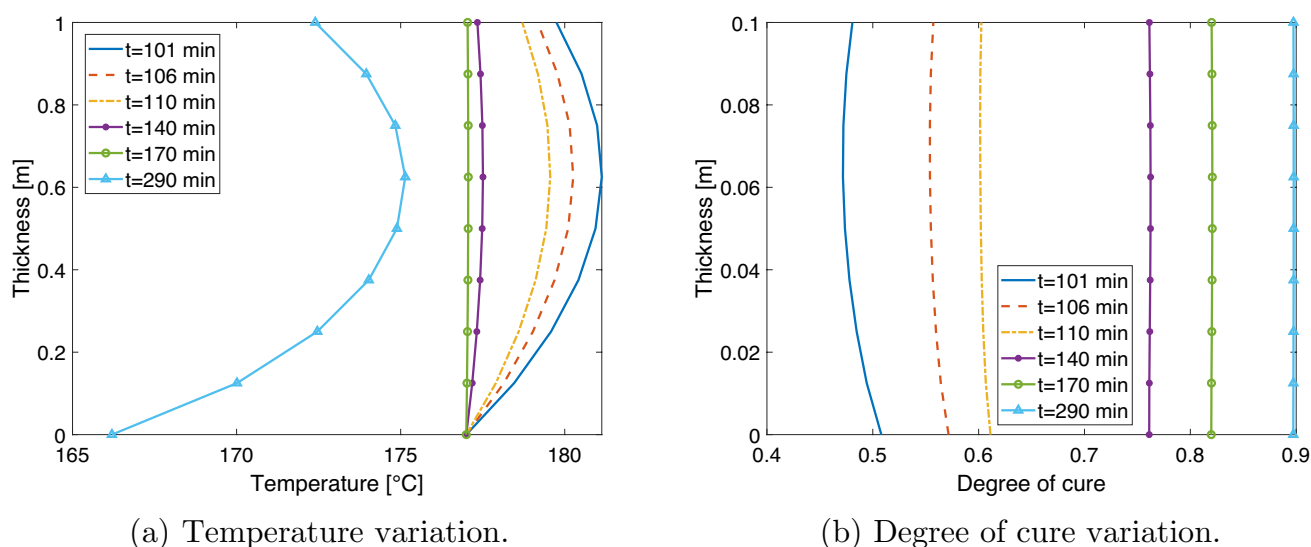 1
0.8
0.6
0.4
0.2
0
Thickness [m]
165
170
175
180
Temperature [°C]
t=101 min
t=106 min
t=110 min
t=140 min
t=170 min
t=290 min
(a) Temperature variation.
0.1
0.08
0.06
0.04
0.02
0
Thickness [m]
0.4
0.5
0.6
0.7
0.8
0.9
Degree of cure
t=101 min
t=106 min
t=110 min
t=140 min
t=170 min
t=290 min
(b) Degree of cure variation.